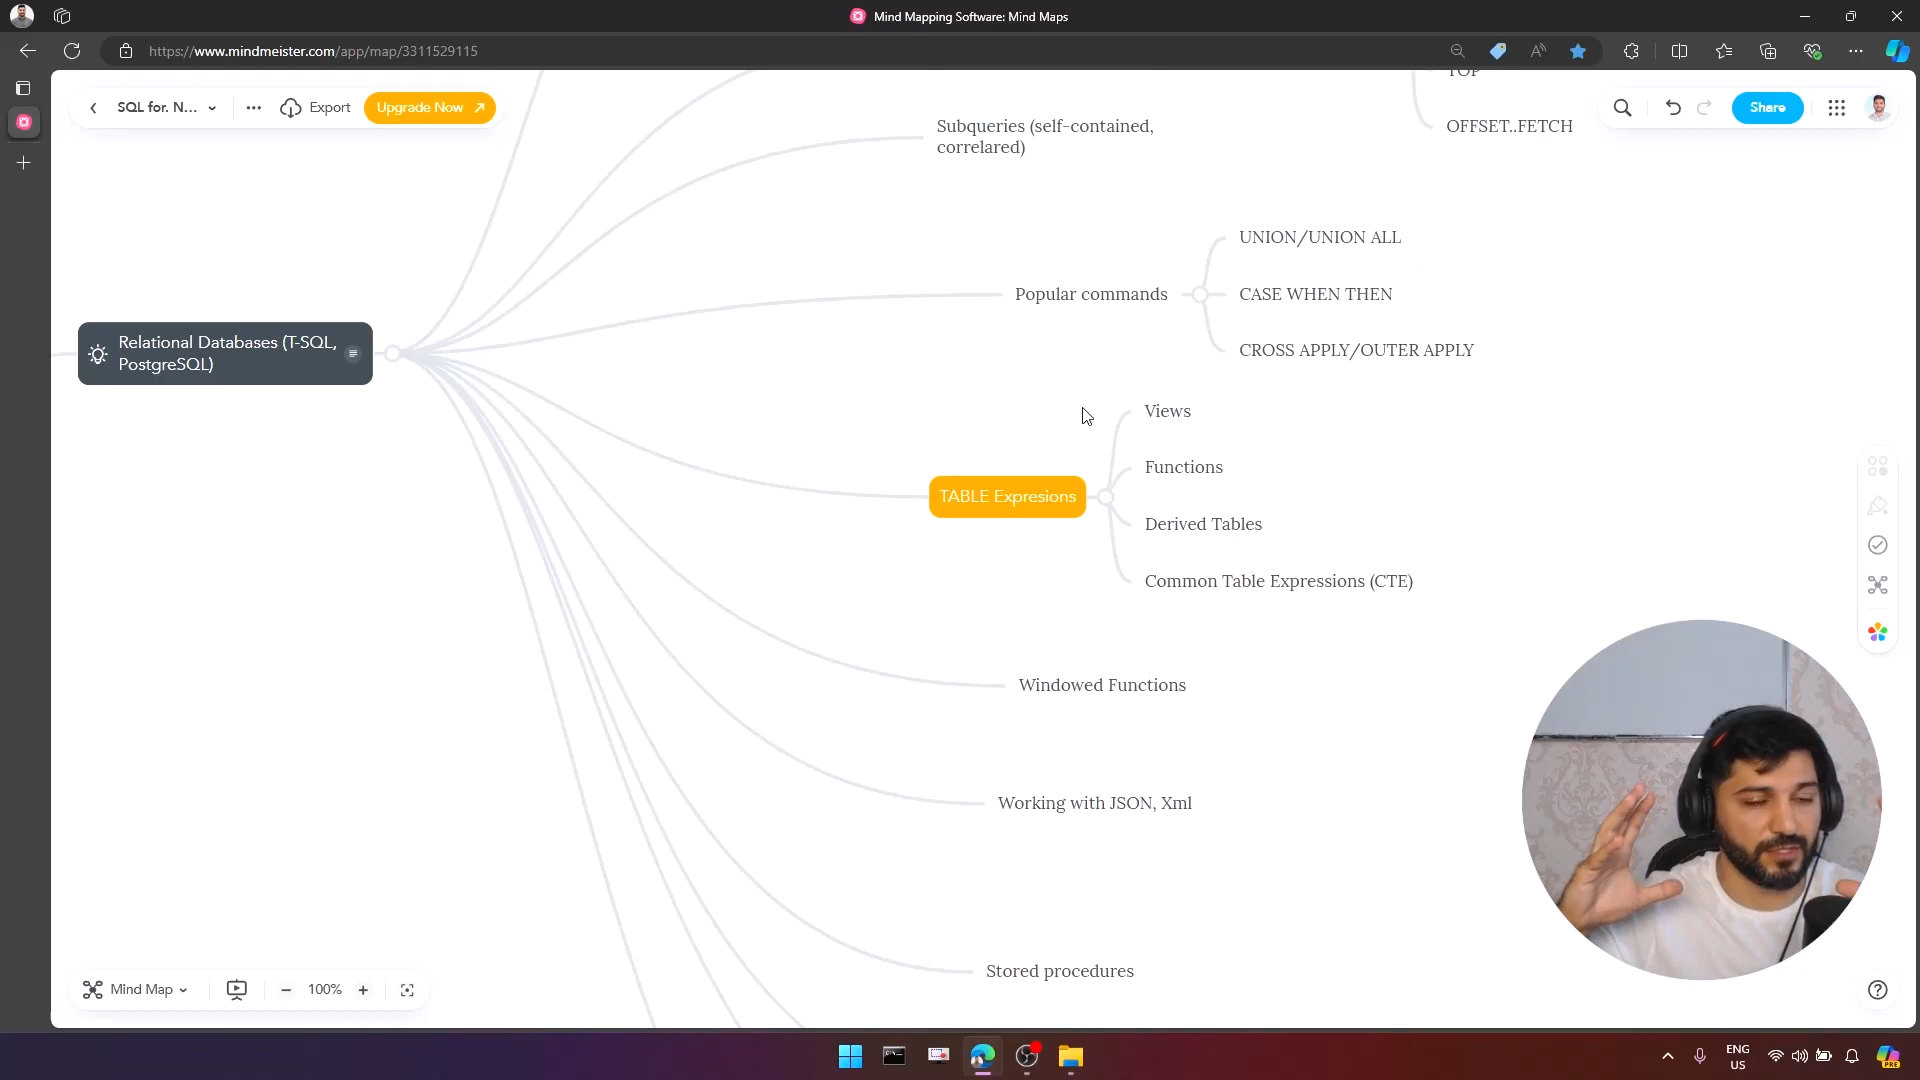 Mind Mapping Software: Mind Maps
https://www.mindmeister.com/app/map/3311529115
SQL for. N...
Export
Upgrade Now
Share
TOP
OFFSET..FETCH
Subqueries (self-contained,
correlared)
UNION/UNION ALL
Popular commands
CASE WHEN THEN
CROSS APPLY/OUTER APPLY
Relational Databases (T-SQL,
PostgreSQL)
Views
Functions
TABLE Expresions
Derived Tables
Common Table Expressions (CTE)
Windowed Functions
Working with JSON, Xml
Stored procedures
Mind Map
100%
ENG
US
PRE